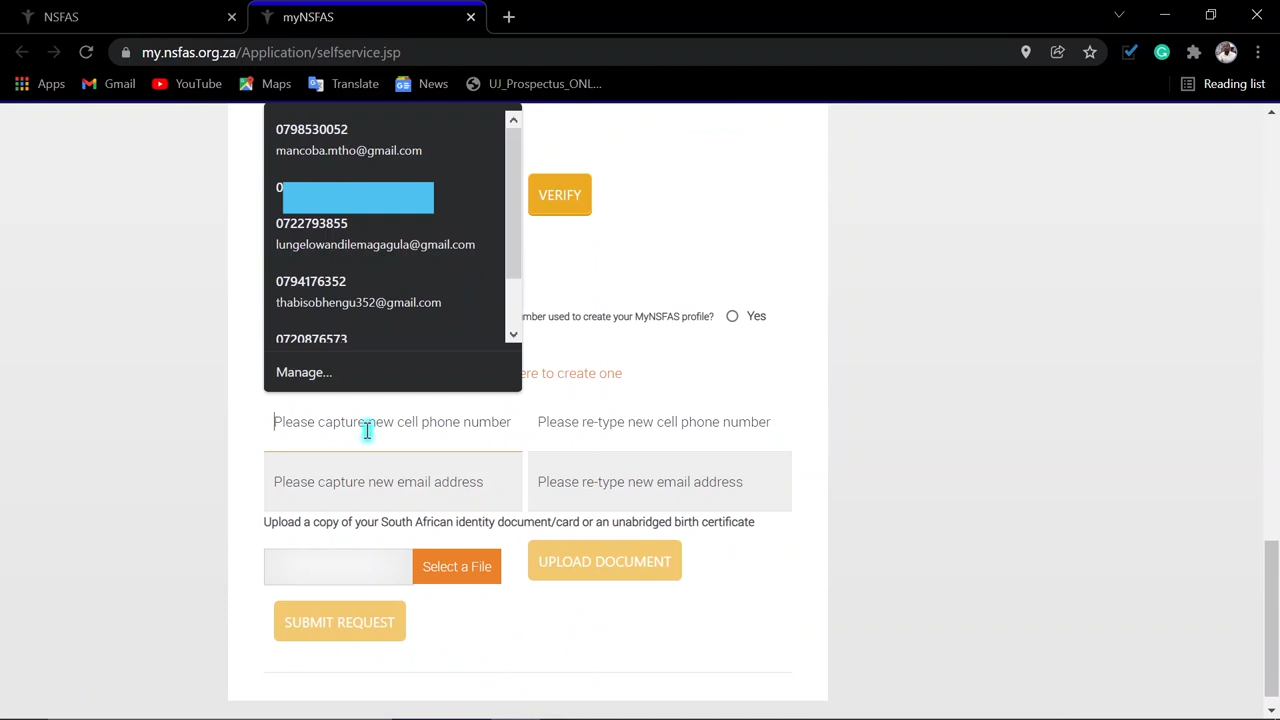 NSFAS
myNSFAS
my.nsfas.org.za/Application/selfservice.jsp
Apps Gmail YouTube Maps Translate News UJ_Prospectus_ONL... Reading list
0798530052
mancoba.mtho@gmail.com
0
VERIFY
0722793855
lungelowandilemagagula@gmail.com
0794176352
thabisobhengu352@gmail.com
mber used to create your MyNSFAS profile? Yes
0720876573
Manage...
ere to create one
Please capture new cell phone number
Please re-type new cell phone number
Please capture new email address
Please re-type new email address
Upload a copy of your South African identity document/card or an unabridged birth certificate
Select a File
UPLOAD DOCUMENT
SUBMIT REQUEST